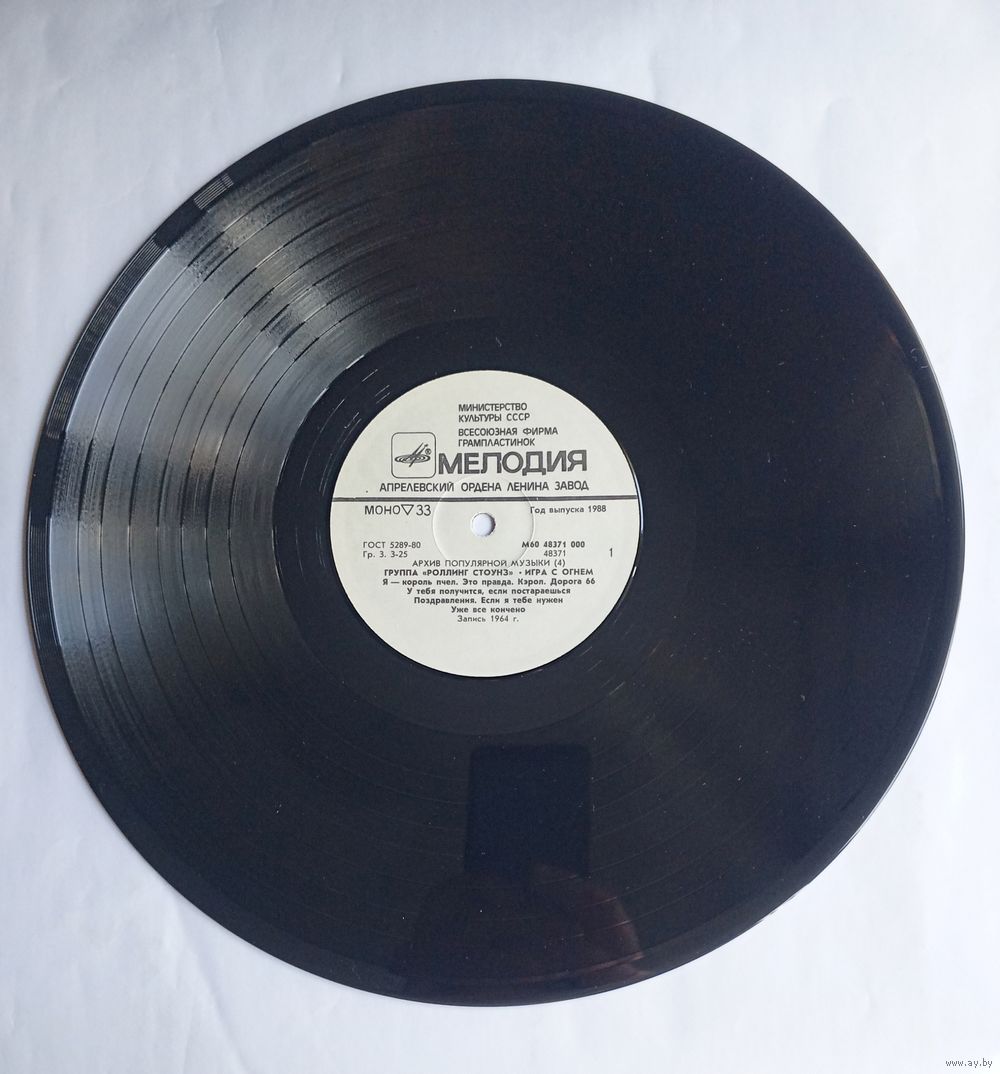 МИНИСТЕРСТВО
КУЛЬТУРЫ СССР
ВСЕСОЮЗНАЯ ФИРМА
ГРАМПЛАСТИНОК
®МЕЛОДИЯ
АПРЕЛЕВСКИЙ ОРДЕНА ЛЕНИНА ЗАВОД
МОНО▽33 Год выпуска 1988
ГОСТ 5289-80 М60 48371 000
Гр. 3. 3-25 48371 1
АРХИВ ПОПУЛЯРНОЙ МУЗЫКИ (4)
ГРУППА «РОЛЛИНГ СТОУНЗ» · ИГРА С ОГНЕМ
Я — король пчел. Это правда. Кэрол. Дорога 66
У тебя получится, если постараешься
Поздравления. Если я тебе нужен
Уже все кончено
Запись 1964 г.
www.ay.by